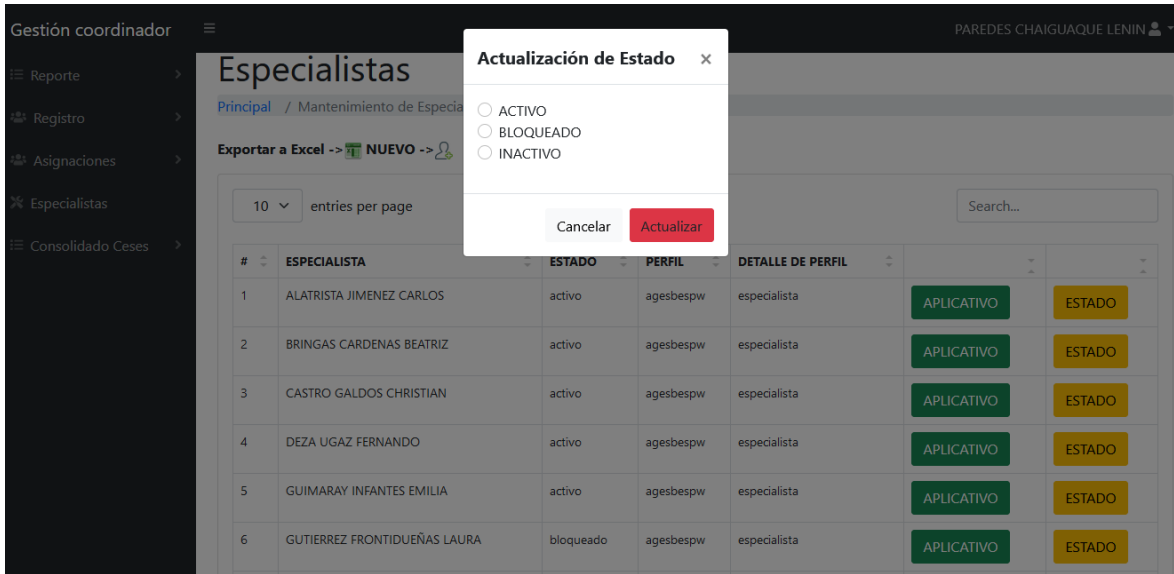 Gestión coordinador
PAREDES CHAIGUAQUE LENIN
Reporte
Registro
Asignaciones
Especialistas
Consolidado Ceses
Especialistas
Principal / Mantenimiento de Especia
Exportar a Excel -> NUEVO ->
Actualización de Estado ×
ACTIVO
BLOQUEADO
INACTIVO
Cancelar Actualizar
10 entries per page Search...
# ESPECIALISTA ESTADO PERFIL DETALLE DE PERFIL
1 ALATRISTA JIMENEZ CARLOS activo agesbespw especialista APLICATIVO ESTADO
2 BRINGAS CARDENAS BEATRIZ activo agesbespw especialista APLICATIVO ESTADO
3 CASTRO GALDOS CHRISTIAN activo agesbespw especialista APLICATIVO ESTADO
4 DEZA UGAZ FERNANDO activo agesbespw especialista APLICATIVO ESTADO
5 GUIMARAY INFANTES EMILIA activo agesbespw especialista APLICATIVO ESTADO
6 GUTIERREZ FRONTIDUEÑAS LAURA bloqueado agesbespw especialista APLICATIVO ESTADO